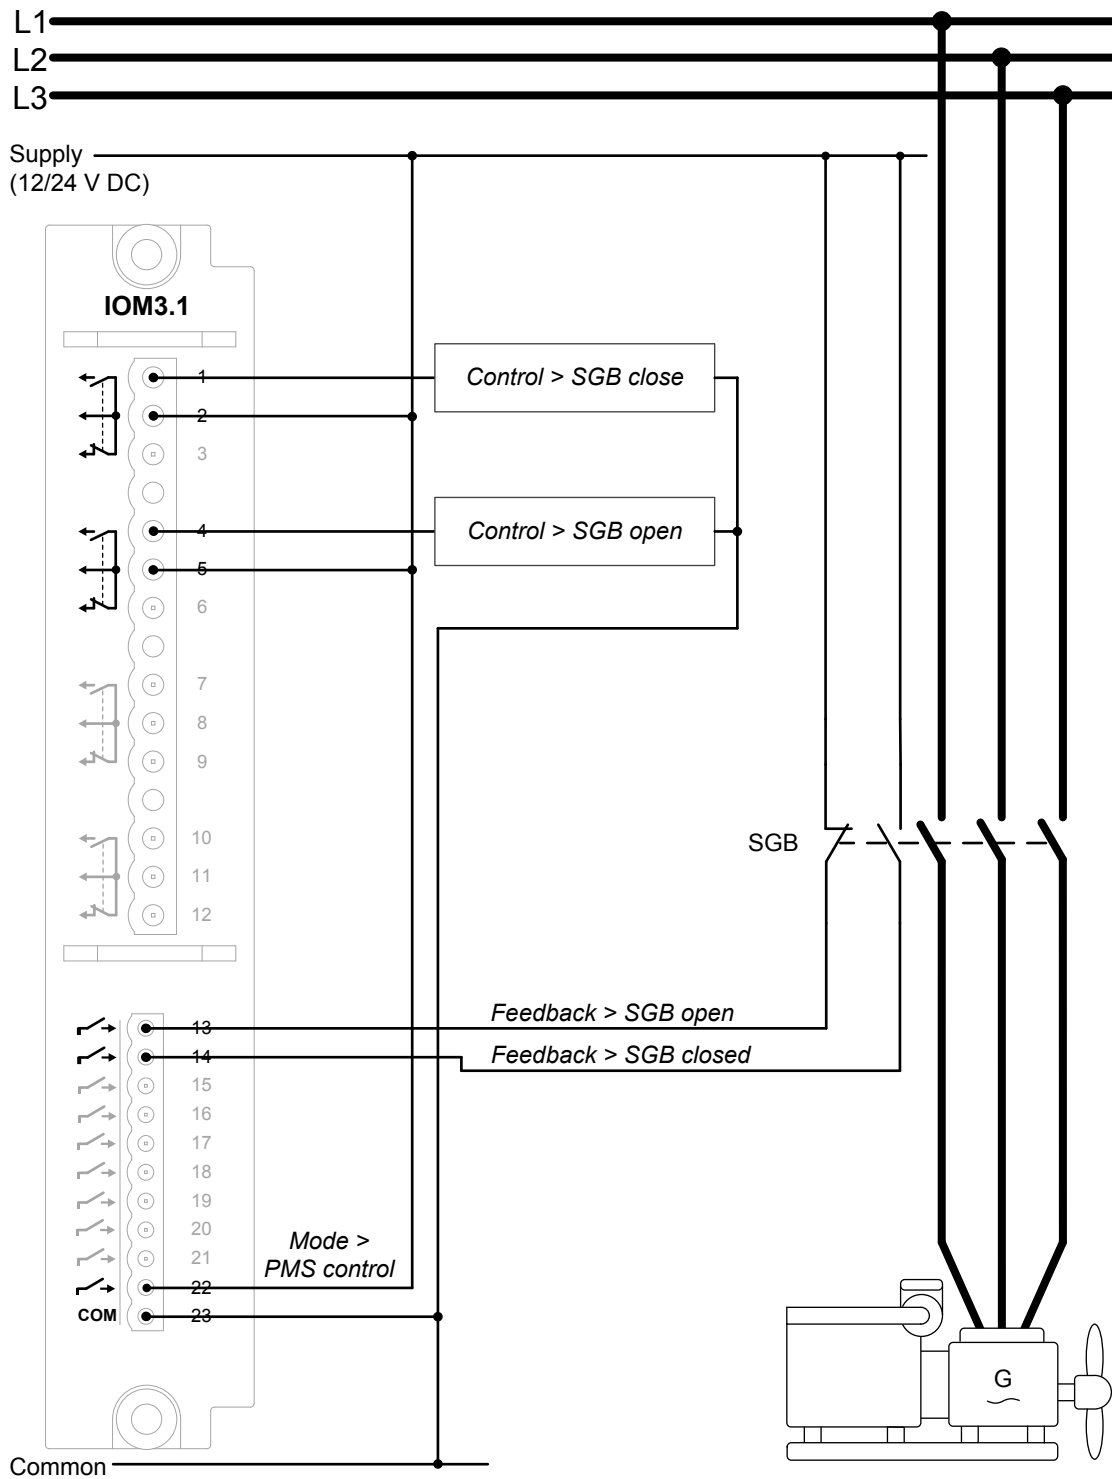 L1
L2
L3
Supply
(12/24 V DC)
IOM3.1
1
Control > SGB close
2
3
4
Control > SGB open
5
6
7
8
9
10
SGB
11
12
Feedback > SGB open
13
Feedback > SGB closed
14
15
16
17
18
19
20
Mode >
21
PMS control
22
COM
23
G
Common